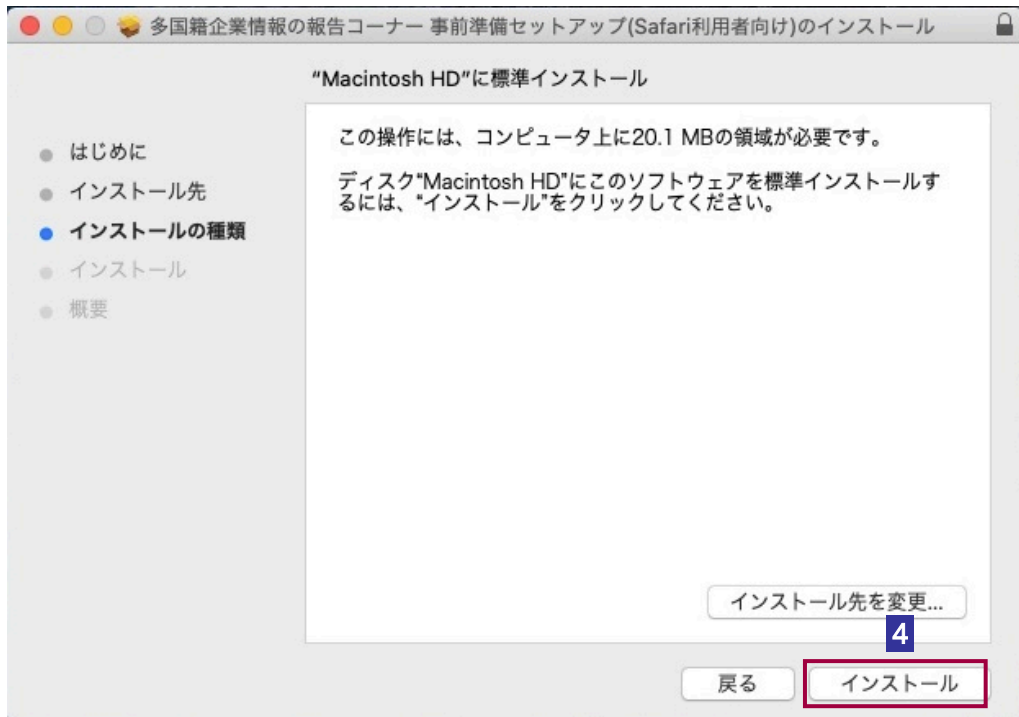 多国籍企業情報の報告コーナー 事前準備セットアップ(Safari利用者向け)のインストール
“Macintosh HD”に標準インストール
はじめに
インストール先
インストールの種類
インストール
概要
この操作には、コンピュータ上に20.1 MBの領域が必要です。
ディスク“Macintosh HD”にこのソフトウェアを標準インストールす
るには、“インストール”をクリックしてください。
インストール先を変更...
4
戻る
インストール